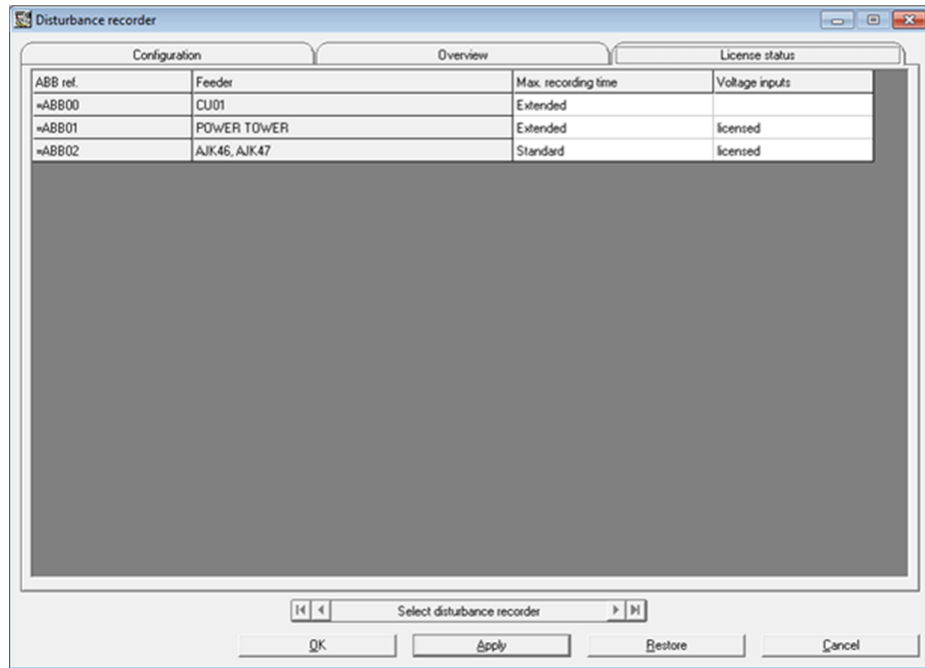 Disturbance recorder
Configuration Overview License status
ABB ref. Feeder Max. recording time Voltage inputs
=ABB00 CU01 Extended
=ABB01 POWER TOWER Extended licensed
=ABB02 AJK46, AJK47 Standard licensed
Select disturbance recorder
OK Apply Restore Cancel